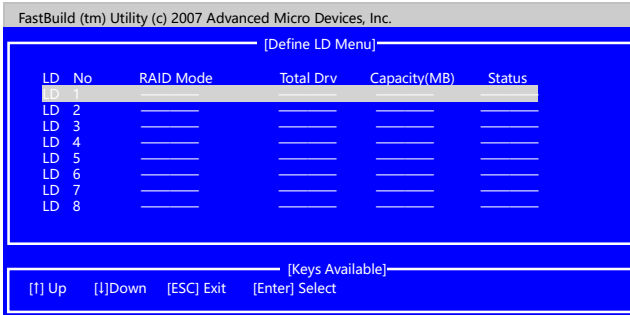 FastBuild (tm) Utility (c) 2007 Advanced Micro Devices, Inc.
[Define LD Menu]
LD No RAID Mode Total Drv Capacity(MB) Status
LD 1 ——— ——— ——— ———
LD 2 ——— ——— ——— ———
LD 3 ——— ——— ——— ———
LD 4 ——— ——— ——— ———
LD 5 ——— ——— ——— ———
LD 6 ——— ——— ——— ———
LD 7 ——— ——— ——— ———
LD 8 ——— ——— ——— ———
[Keys Available]
[↑] Up [↓]Down [ESC] Exit [Enter] Select